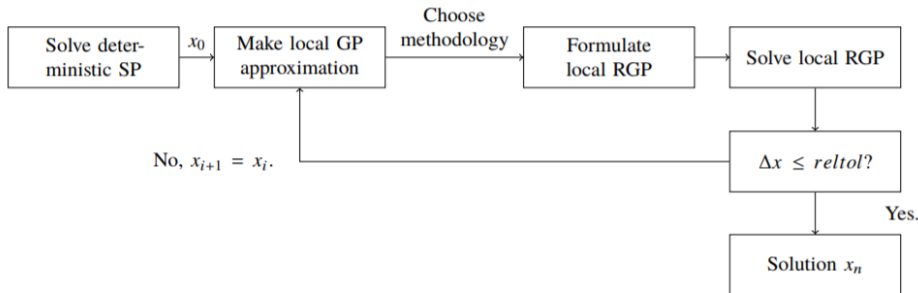 Choose
methodology
Solve deter-
ministic SP
x₀
Make local GP
approximation
Formulate
local RGP
Solve local RGP
No, xᵢ₊₁ = xᵢ.
Δx ≤ reltol?
Yes.
Solution xₙ